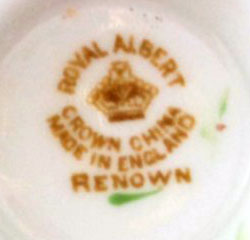 ROYAL ALBERT
CROWN CHINA
MADE IN ENGLAND
RENOWN